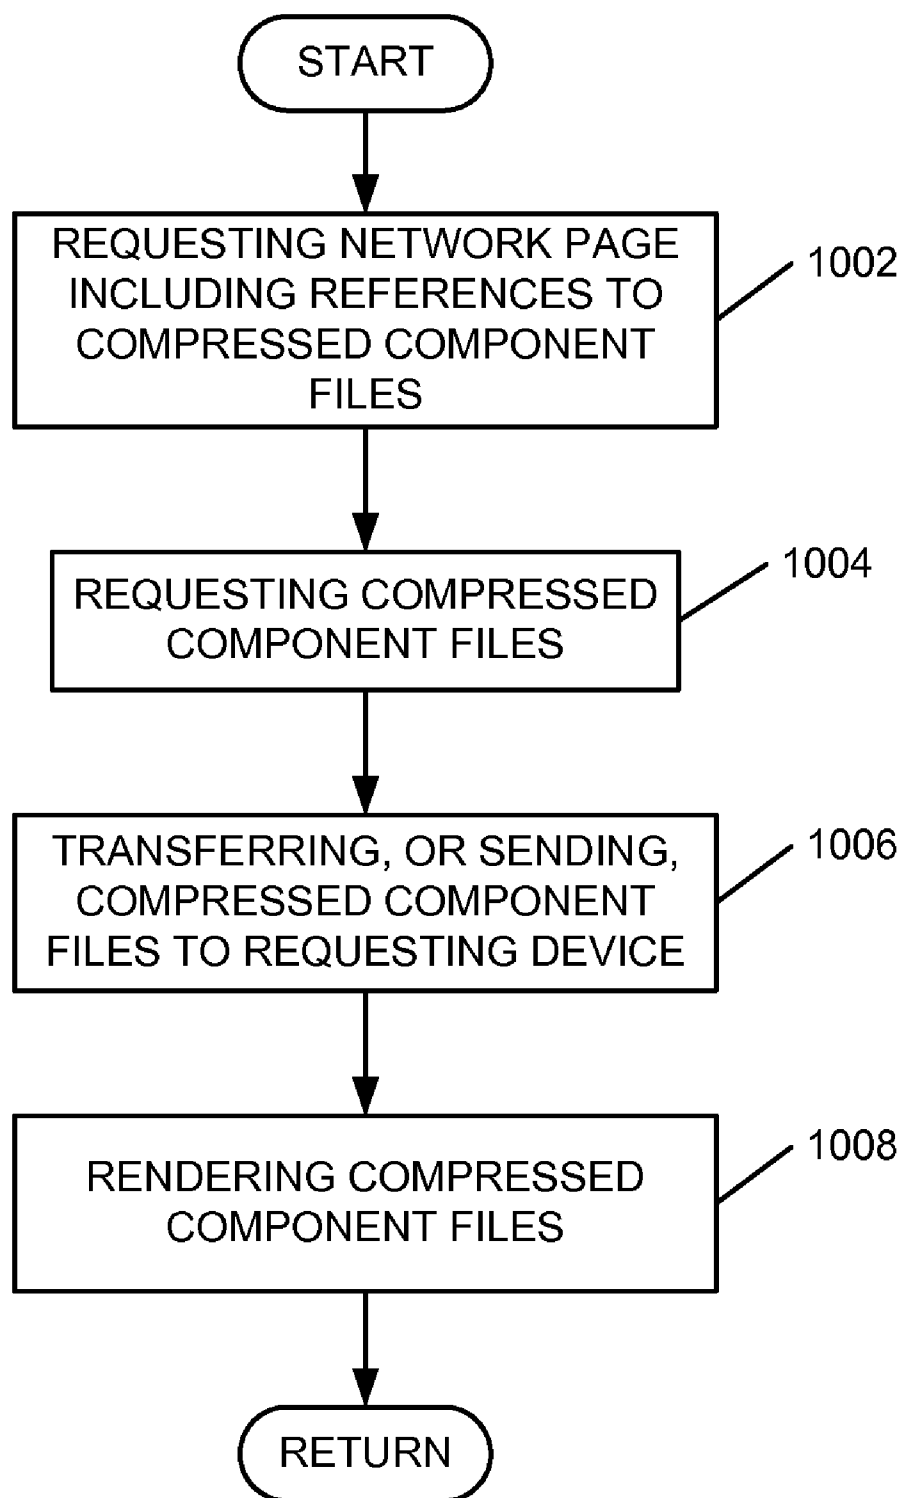 START
REQUESTING NETWORK PAGE
INCLUDING REFERENCES TO
COMPRESSED COMPONENT
FILES
1002
REQUESTING COMPRESSED
COMPONENT FILES
1004
TRANSFERRING, OR SENDING,
COMPRESSED COMPONENT
FILES TO REQUESTING DEVICE
1006
RENDERING COMPRESSED
COMPONENT FILES
1008
RETURN